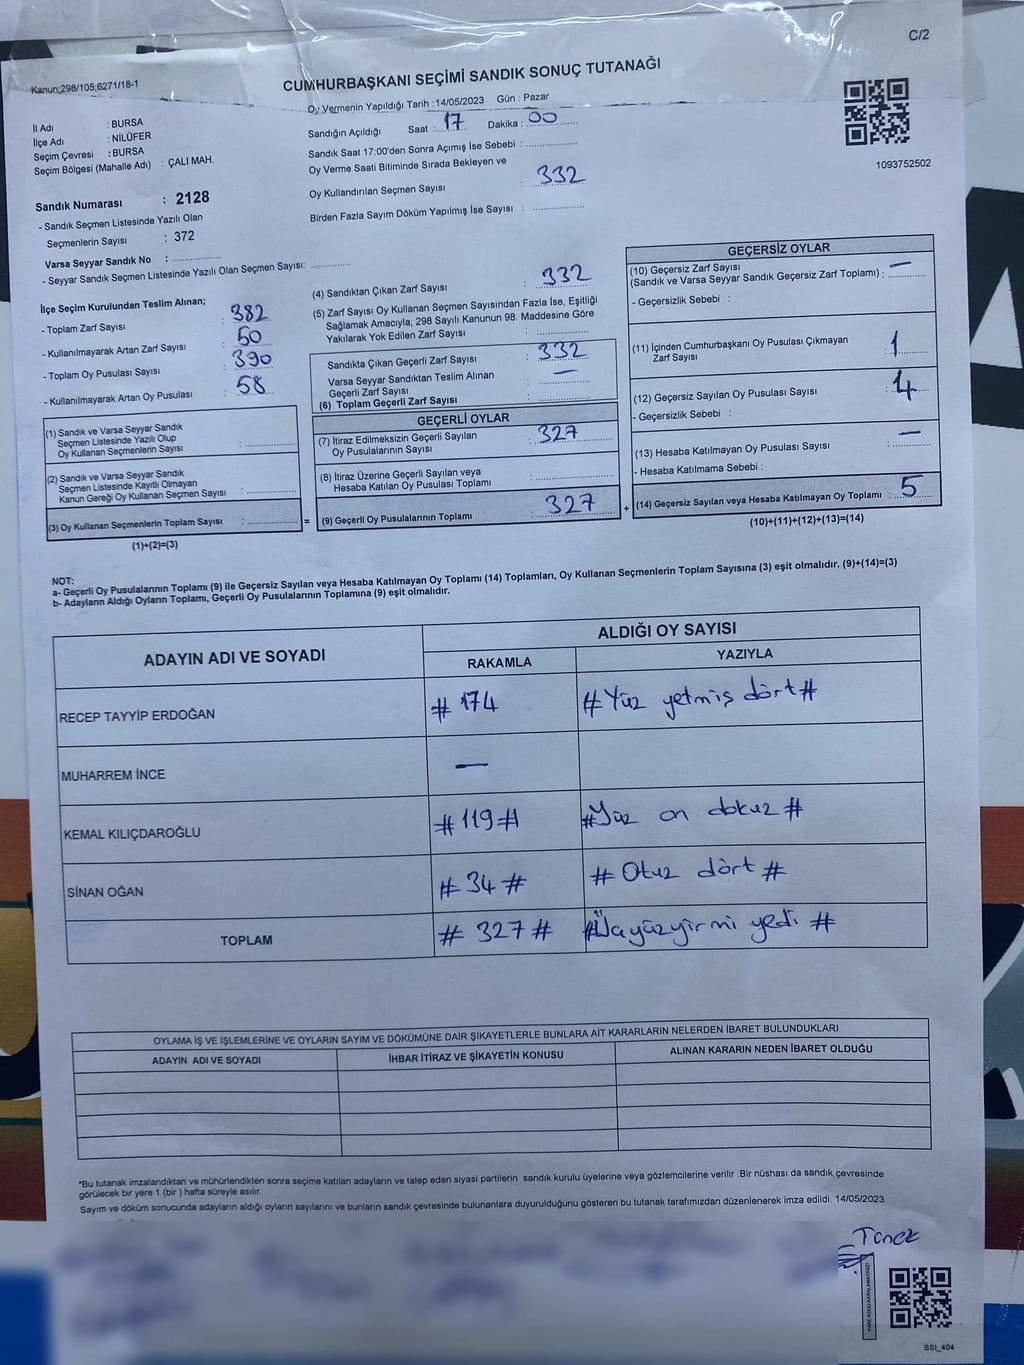 C/2
Kanun;298/105;6271/18-1
CUMHURBAŞKANI SEÇİMİ SANDIK SONUÇ TUTANAĞI
Oy Vermenin Yapıldığı Tarih : 14/05/2023 Gün : Pazar
İl Adı : BURSA
İlçe Adı : NİLÜFER
Seçim Çevresi : BURSA
Seçim Bölgesi (Mahalle Adı) : ÇALI MAH.
Sandık Numarası : 2128
- Sandık Seçmen Listesinde Yazılı Olan
Seçmenlerin Sayısı : 372
Varsa Seyyar Sandık No : ..................
- Seyyar Sandık Seçmen Listesinde Yazılı Olan Seçmen Sayısı: ..............
Sandığın Açıldığı Saat : 17 Dakika : 00
Sandık Saat 17:00'den Sonra Açımış İse Sebebi : ..................
Oy Verme Saati Bitiminde Sırada Bekleyen ve
Oy Kullandırılan Seçmen Sayısı : 332
Birden Fazla Sayım Döküm Yapılmış İse Sayısı : ..................
1093752502
İlçe Seçim Kurulundan Teslim Alınan;
- Toplam Zarf Sayısı : 382
- Kullanılmayarak Artan Zarf Sayısı : 50
- Toplam Oy Pusulası Sayısı : 390
- Kullanılmayarak Artan Oy Pusulası : 58
(4) Sandıktan Çıkan Zarf Sayısı : 332
(5) Zarf Sayısı Oy Kullanan Seçmen Sayısından Fazla İse, Eşitliği
Sağlamak Amacıyla; 298 Sayılı Kanunun 98. Maddesine Göre
Yakılarak Yok Edilen Zarf Sayısı : ..................
Sandıkta Çıkan Geçerli Zarf Sayısı : 332
Varsa Seyyar Sandıktan Teslim Alınan
Geçerli Zarf Sayısı : —
(6) Toplam Geçerli Zarf Sayısı : ..................
(1) Sandık ve Varsa Seyyar Sandık
Seçmen Listesinde Yazılı Olup
Oy Kullanan Seçmenlerin Sayısı : ..................
(2) Sandık ve Varsa Seyyar Sandık
Seçmen Listesinde Kayıtlı Olmayan
Kanun Gereği Oy Kullanan Seçmen Sayısı : ..................
(3) Oy Kullanan Seçmenlerin Toplam Sayısı : .................. =
(1)+(2)=(3)
GEÇERLİ OYLAR
(7) İtiraz Edilmeksizin Geçerli Sayılan
Oy Pusulalarının Sayısı : 327
(8) İtiraz Üzerine Geçerli Sayılan veya
Hesaba Katılan Oy Pusulası Toplamı : ..................
(9) Geçerli Oy Pusulalarının Toplamı : 327 +
GEÇERSİZ OYLAR
(10) Geçersiz Zarf Sayısı
(Sandık ve Varsa Seyyar Sandık Geçersiz Zarf Toplamı) : —
- Geçersizlik Sebebi :
(11) İçinden Cumhurbaşkanı Oy Pusulası Çıkmayan
Zarf Sayısı : 1
(12) Geçersiz Sayılan Oy Pusulası Sayısı : 4
- Geçersizlik Sebebi :
(13) Hesaba Katılmayan Oy Pusulası Sayısı : —
- Hesaba Katılmama Sebebi :
(14) Geçersiz Sayılan veya Hesaba Katılmayan Oy Toplamı : 5
(10)+(11)+(12)+(13)=(14)
NOT:
a- Geçerli Oy Pusulalarının Toplamı (9) ile Geçersiz Sayılan veya Hesaba Katılmayan Oy Toplamı (14) Toplamları, Oy Kullanan Seçmenlerin Toplam Sayısına (3) eşit olmalıdır. (9)+(14)=(3)
b- Adayların Aldığı Oyların Toplamı, Geçerli Oy Pusulalarının Toplamına (9) eşit olmalıdır.
ADAYIN ADI VE SOYADI
ALDIĞI OY SAYISI
RAKAMLA YAZIYLA
RECEP TAYYİP ERDOĞAN # 174 # Yüz yetmiş dört #
MUHARREM İNCE —
KEMAL KILIÇDAROĞLU # 119 # # Yüz on dokuz #
SİNAN OĞAN # 34 # # Otuz dört #
TOPLAM # 327 # # Üçyüzyirmi yedi #
OYLAMA İŞ VE İŞLEMLERİNE VE OYLARIN SAYIM VE DÖKÜMÜNE DAİR ŞİKAYETLERLE BUNLARA AİT KARARLARIN NELERDEN İBARET BULUNDUKLARI
ADAYIN ADI VE SOYADI İHBAR İTİRAZ VE ŞİKAYETİN KONUSU ALINAN KARARIN NEDEN İBARET OLDUĞU
*Bu tutanak imzalandıktan ve mühürlendikten sonra seçime katılan adayların ve talep eden siyasi partilerin sandık kurulu üyelerine veya gözlemcilerine verilir .Bir nüshası da sandık çevresinde
görülecek bir yere 1 (bir ) hafta süreyle asılır.
Sayım ve döküm sonucunda adayların aldığı oyların sayılarını ve bunların sandık çevresinde bulunanlara duyurulduğunu gösteren bu tutanak tarafımızdan düzenlenerek imza edildi. 14/05/2023
SSI_404